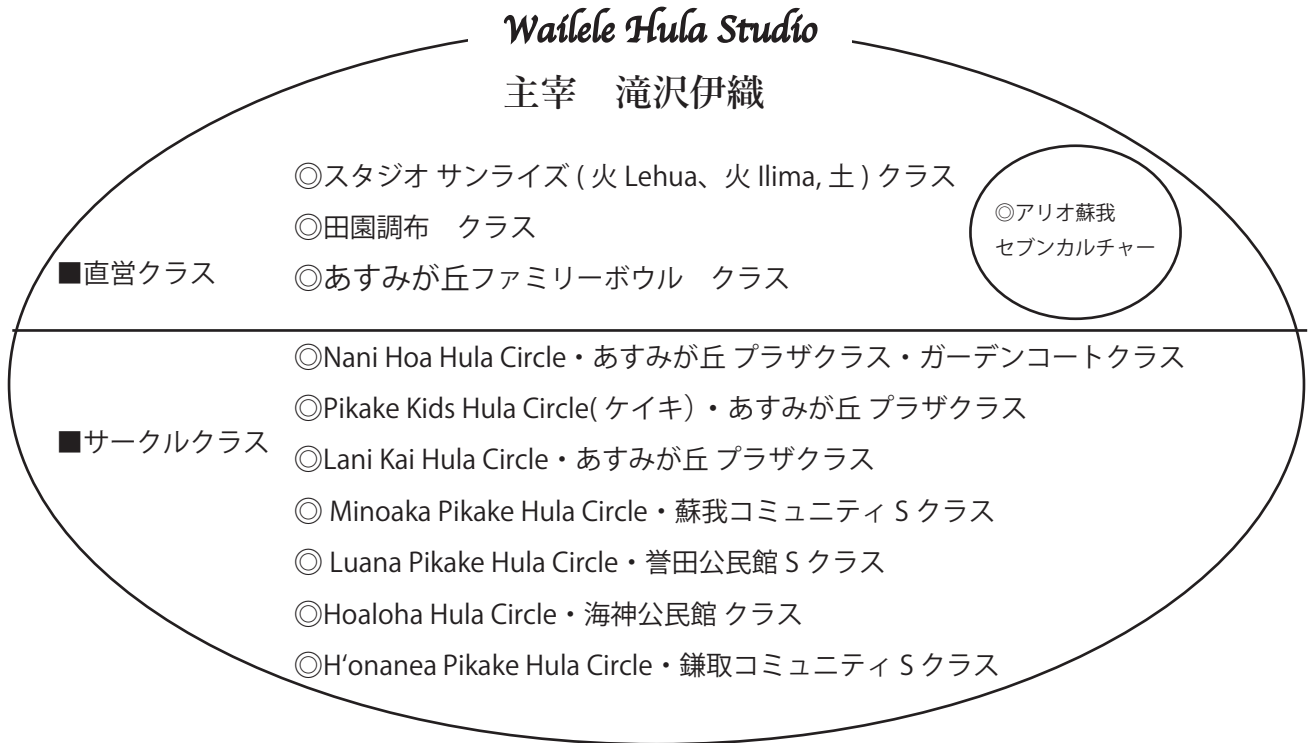 Wailele Hula Studio
主宰　滝沢伊織
◎スタジオ サンライズ ( 火 Lehua、火 Ilima, 土 ) クラス
◎田園調布　クラス
◎あすみが丘ファミリーボウル　クラス
◎アリオ蘇我
セブンカルチャー
■直営クラス
◎Nani Hoa Hula Circle・あすみが丘 プラザクラス・ガーデンコートクラス
◎Pikake Kids Hula Circle( ケイキ）・あすみが丘 プラザクラス
■サークルクラス
◎Lani Kai Hula Circle・あすみが丘 プラザクラス
◎ Minoaka Pikake Hula Circle・蘇我コミュニティ S クラス
◎ Luana Pikake Hula Circle・誉田公民館 S クラス
◎Hoaloha Hula Circle・海神公民館 クラス
◎H‘onanea Pikake Hula Circle・鎌取コミュニティ S クラス